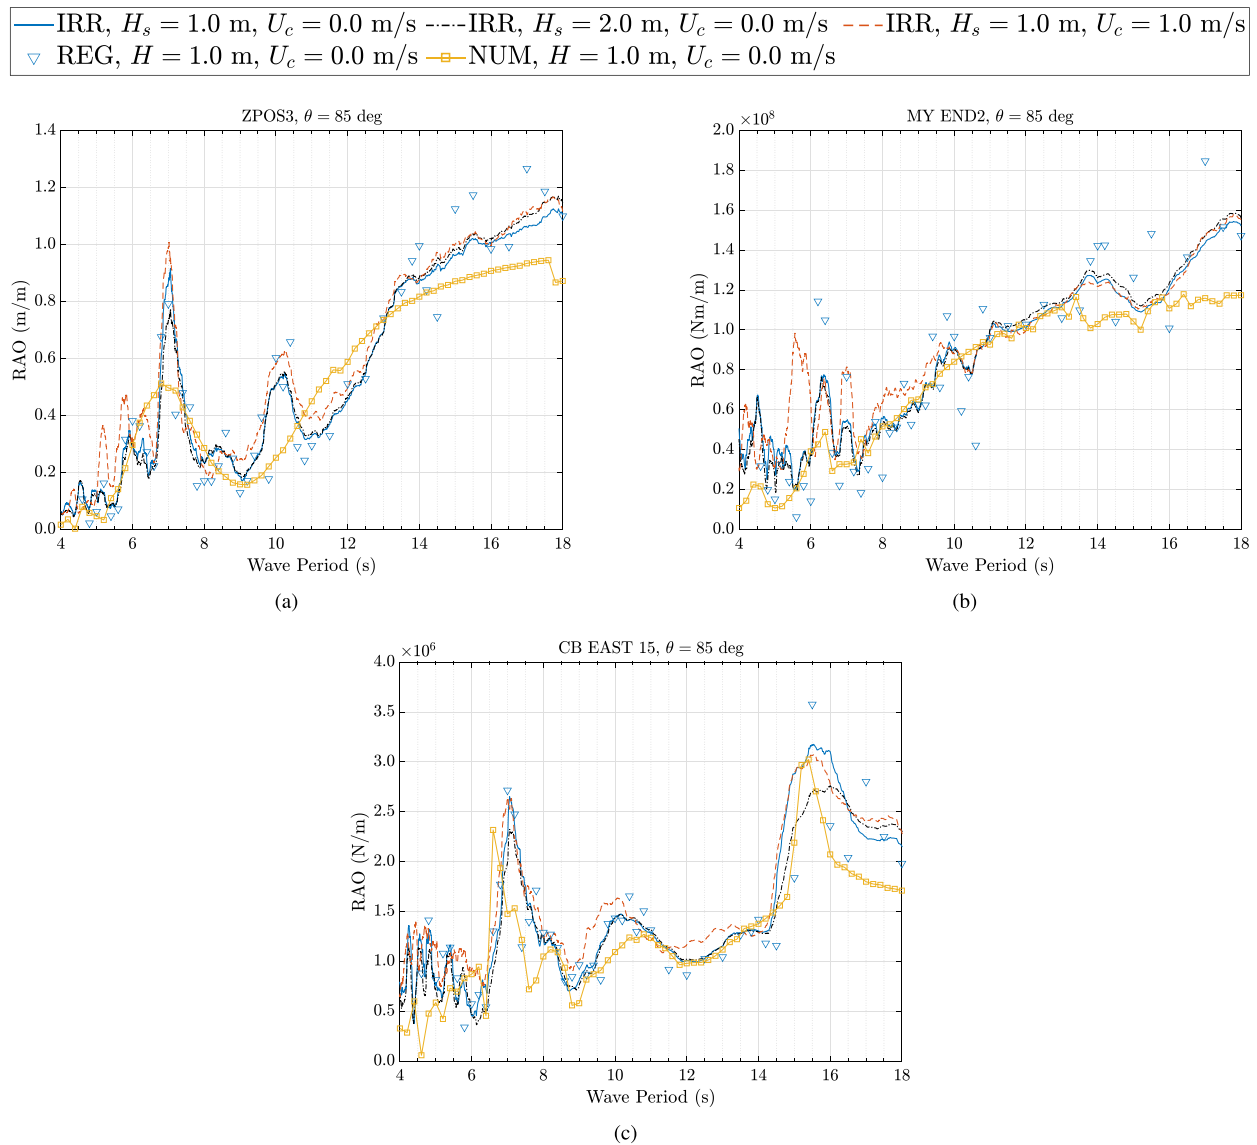 IRR, H_s = 1.0 m, U_c = 0.0 m/s IRR, H_s = 2.0 m, U_c = 0.0 m/s IRR, H_s = 1.0 m, U_c = 1.0 m/s
REG, H = 1.0 m, U_c = 0.0 m/s NUM, H = 1.0 m, U_c = 0.0 m/s
ZPOS3, θ = 85 deg
1.4
1.2
1.0
0.8
0.6
0.4
0.2
0.0
RAO (m/m)
4 6 8 10 12 14 16 18
Wave Period (s)
(a)
×10^8
MY END2, θ = 85 deg
2.0
1.8
1.6
1.4
1.2
1.0
0.8
0.6
0.4
0.2
0.0
RAO (Nm/m)
4 6 8 10 12 14 16 18
Wave Period (s)
(b)
×10^6
CB EAST 15, θ = 85 deg
4.0
3.5
3.0
2.5
2.0
1.5
1.0
0.5
0.0
RAO (N/m)
4 6 8 10 12 14 16 18
Wave Period (s)
(c)